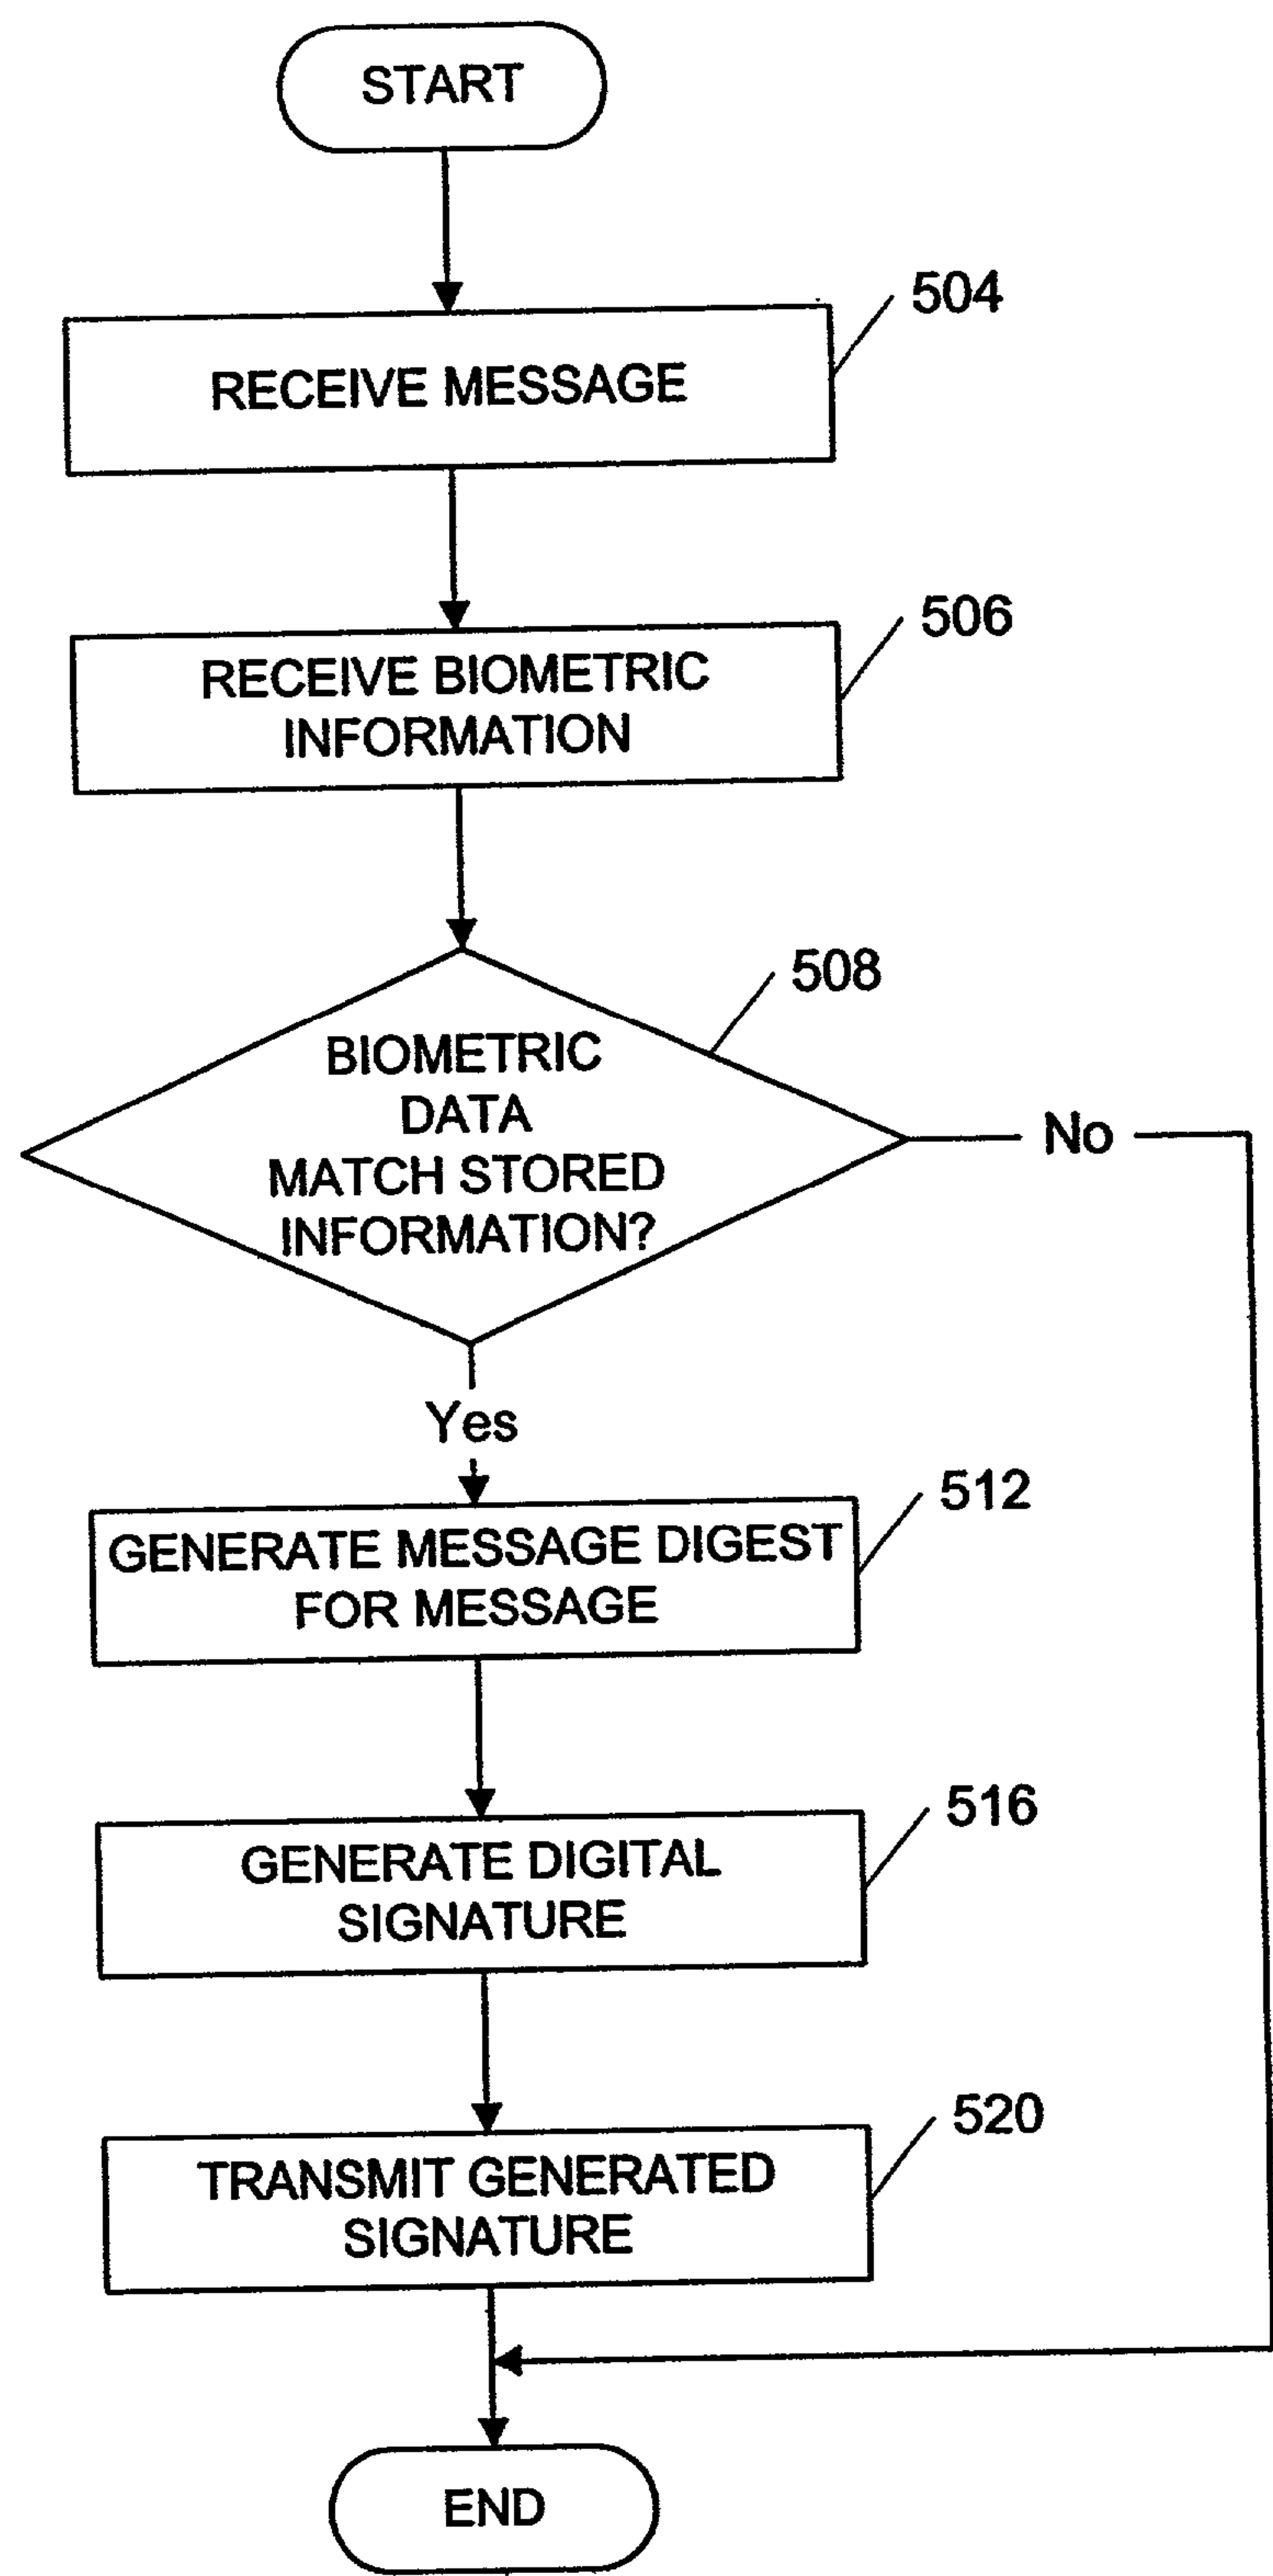 START
504
RECEIVE MESSAGE
506
RECEIVE BIOMETRIC
INFORMATION
508
BIOMETRIC
DATA
MATCH STORED
INFORMATION?
No
Yes
512
GENERATE MESSAGE DIGEST
FOR MESSAGE
516
GENERATE DIGITAL
SIGNATURE
520
TRANSMIT GENERATED
SIGNATURE
END